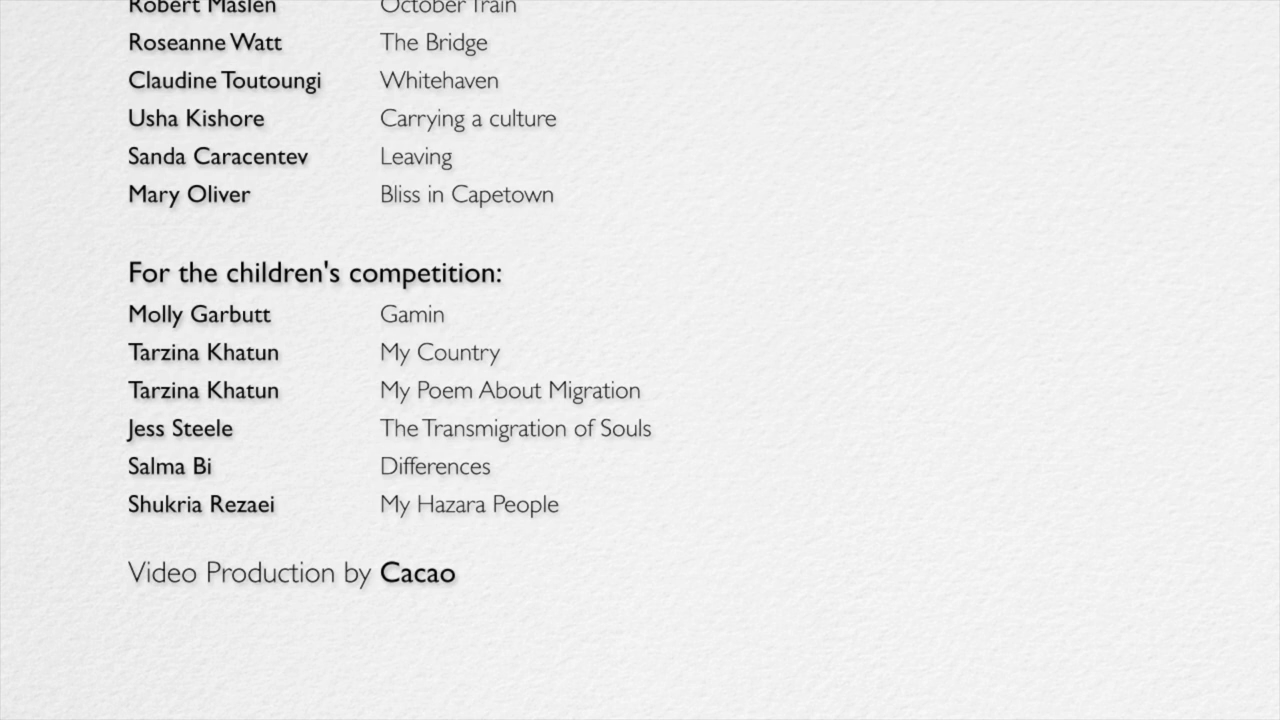 Robert Maslen October Train
Roseanne Watt The Bridge
Claudine Toutoungi Whitehaven
Usha Kishore Carrying a culture
Sanda Caracentev Leaving
Mary Oliver Bliss in Capetown
For the children's competition:
Molly Garbutt Gamin
Tarzina Khatun My Country
Tarzina Khatun My Poem About Migration
Jess Steele The Transmigration of Souls
Salma Bi Differences
Shukria Rezaei My Hazara People
Video Production by Cacao